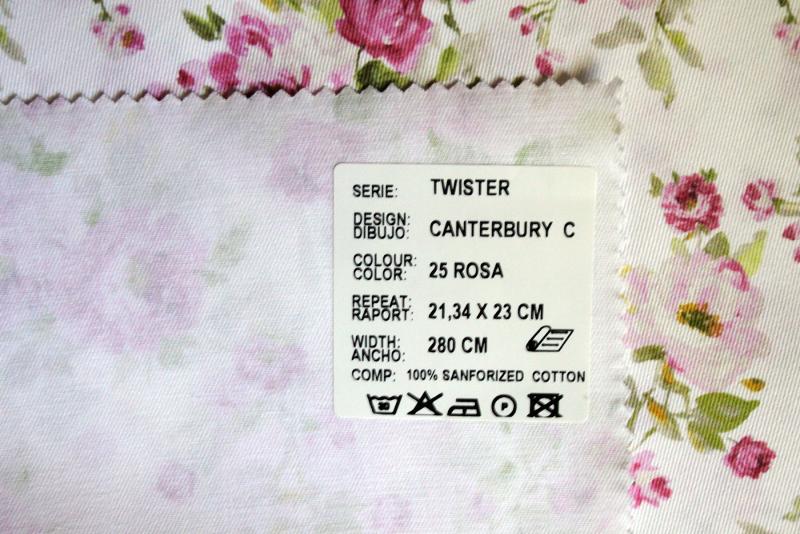 SERIE: TWISTER
DESIGN:
DIBUJO: CANTERBURY C
COLOUR:
COLOR: 25 ROSA
REPEAT:
RAPORT: 21,34 X 23 CM
WIDTH:
ANCHO: 280 CM
COMP: 100% SANFORIZED COTTON
30
P